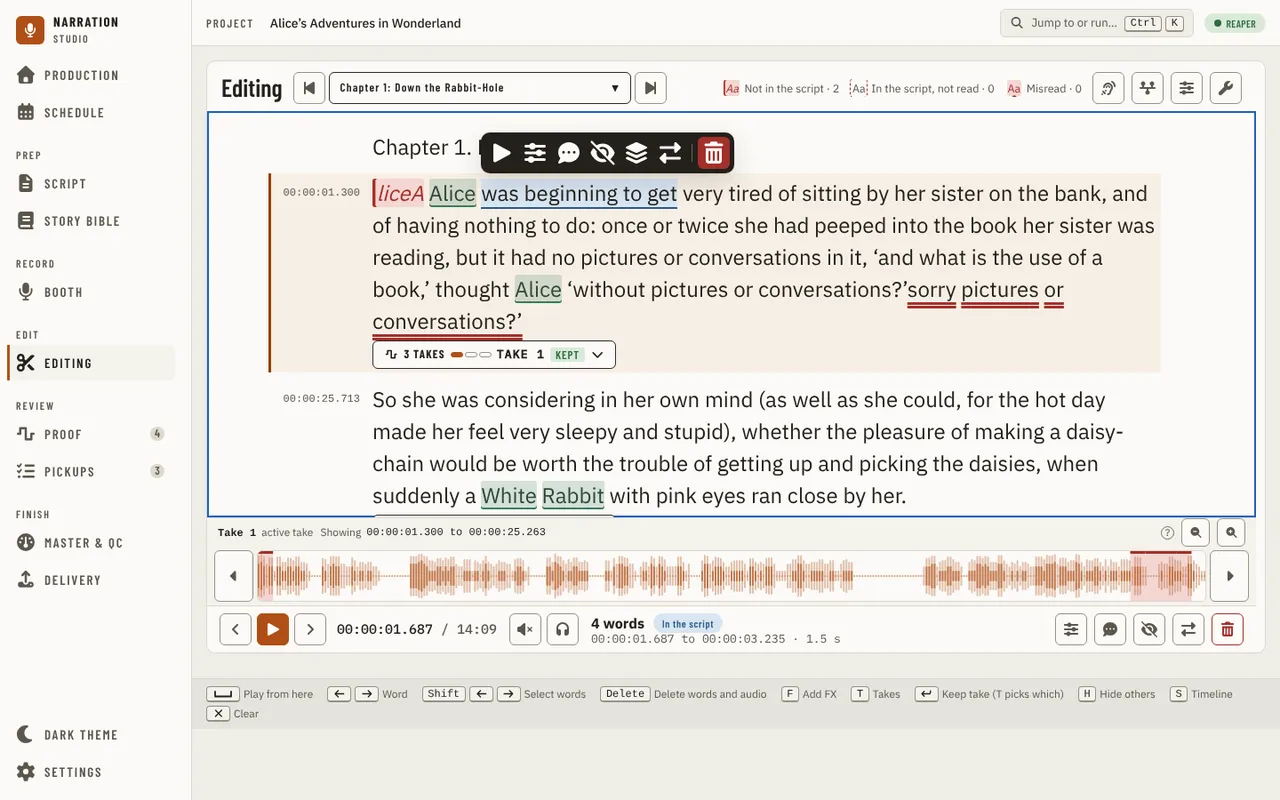 NARRATION
STUDIO
PRODUCTION
SCHEDULE
PREP
SCRIPT
STORY BIBLE
RECORD
BOOTH
EDIT
EDITING
REVIEW
PROOF 4
PICKUPS 3
FINISH
MASTER & QC
DELIVERY
DARK THEME
SETTINGS
PROJECT Alice's Adventures in Wonderland
Jump to or run... Ctrl K
REAPER
Editing
Chapter 1: Down the Rabbit-Hole
Aa Not in the script · 2 Aa In the script, not read · 0 Aa Misread · 0
Chapter 1.
00:00:01.300
liceA Alice was beginning to get very tired of sitting by her sister on the bank, and
of having nothing to do: once or twice she had peeped into the book her sister was
reading, but it had no pictures or conversations in it, ‘and what is the use of a
book,’ thought Alice ‘without pictures or conversations?’sorry pictures or
conversations?’
3 TAKES TAKE 1 KEPT
00:00:25.713
So she was considering in her own mind (as well as she could, for the hot day
made her feel very sleepy and stupid), whether the pleasure of making a daisy-
chain would be worth the trouble of getting up and picking the daisies, when
suddenly a White Rabbit with pink eyes ran close by her.
Take 1 active take Showing 00:00:01.300 to 00:00:25.263
?
00:00:01.687 / 14:09
4 words In the script
00:00:01.687 to 00:00:03.235 · 1.5 s
Play from here ← → Word Shift ← → Select words Delete Delete words and audio F Add FX T Takes Keep take (T picks which) H Hide others S Timeline
Clear